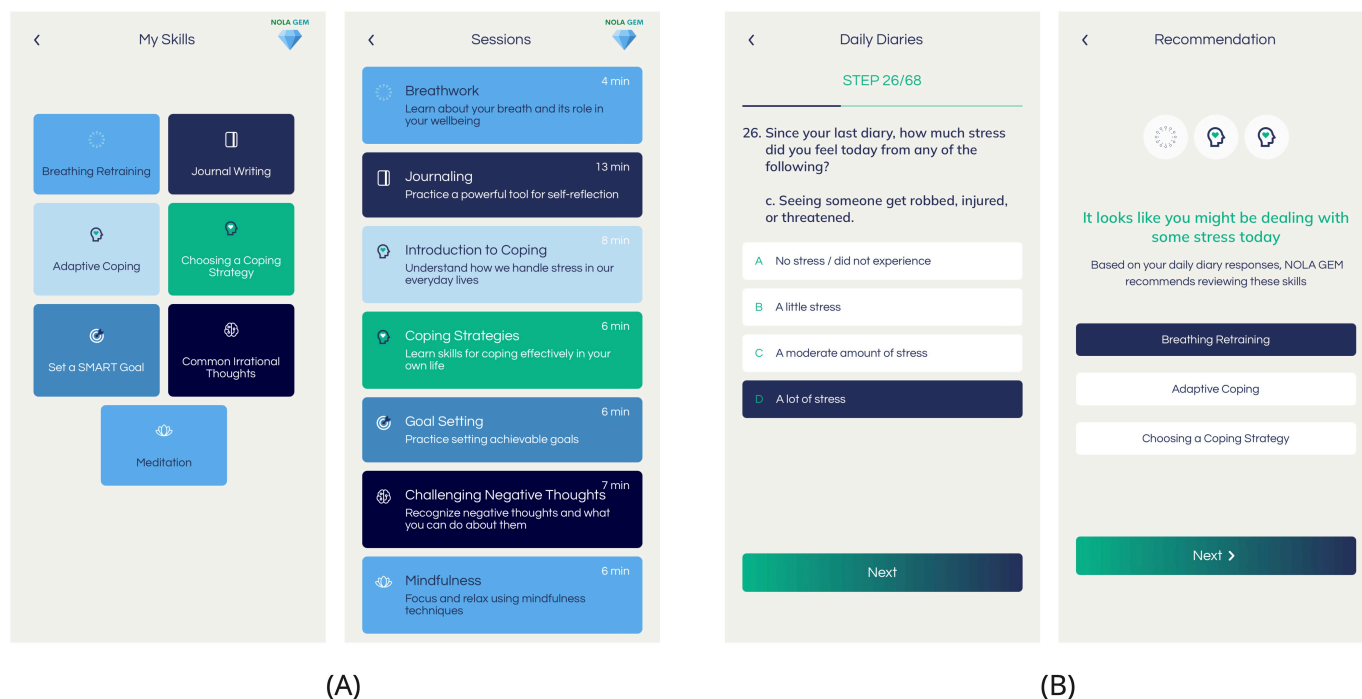 NOLA GEM
My Skills
Breathing Retraining
Journal Writing
Adaptive Coping
Choosing a Coping
Strategy
Set a SMART Goal
Common Irrational
Thoughts
Meditation
NOLA GEM
Sessions
4 min
Breathwork
Learn about your breath and its role in
your wellbeing
13 min
Journaling
Practice a powerful tool for self-reflection
8 min
Introduction to Coping
Understand how we handle stress in our
everyday lives
6 min
Coping Strategies
Learn skills for coping effectively in your
own life
6 min
Goal Setting
Practice setting achievable goals
7 min
Challenging Negative Thoughts
Recognize negative thoughts and what
you can do about them
6 min
Mindfulness
Focus and relax using mindfulness
techniques
(A)
Daily Diaries
STEP 26/68
26. Since your last diary, how much stress
did you feel today from any of the
following?
c. Seeing someone get robbed, injured,
or threatened.
A No stress / did not experience
B A little stress
C A moderate amount of stress
D A lot of stress
Next
Recommendation
It looks like you might be dealing with
some stress today
Based on your daily diary responses, NOLA GEM
recommends reviewing these skills
Breathing Retraining
Adaptive Coping
Choosing a Coping Strategy
Next >
(B)